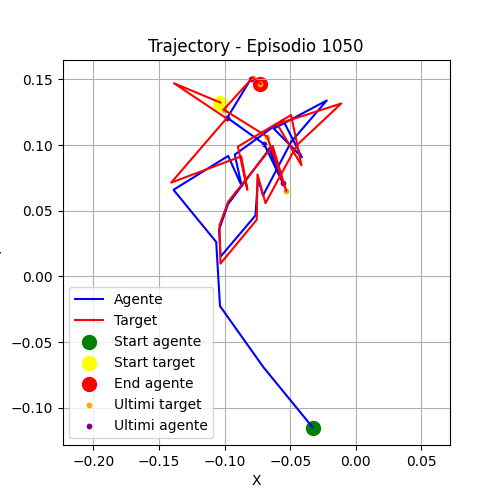 Trajectory - Episodio 1050
0.15
0.10
0.05
0.00
−0.05
−0.10
Agente
Target
Start agente
Start target
End agente
Ultimi target
Ultimi agente
−0.20 −0.15 −0.10 −0.05 0.00 0.05
X